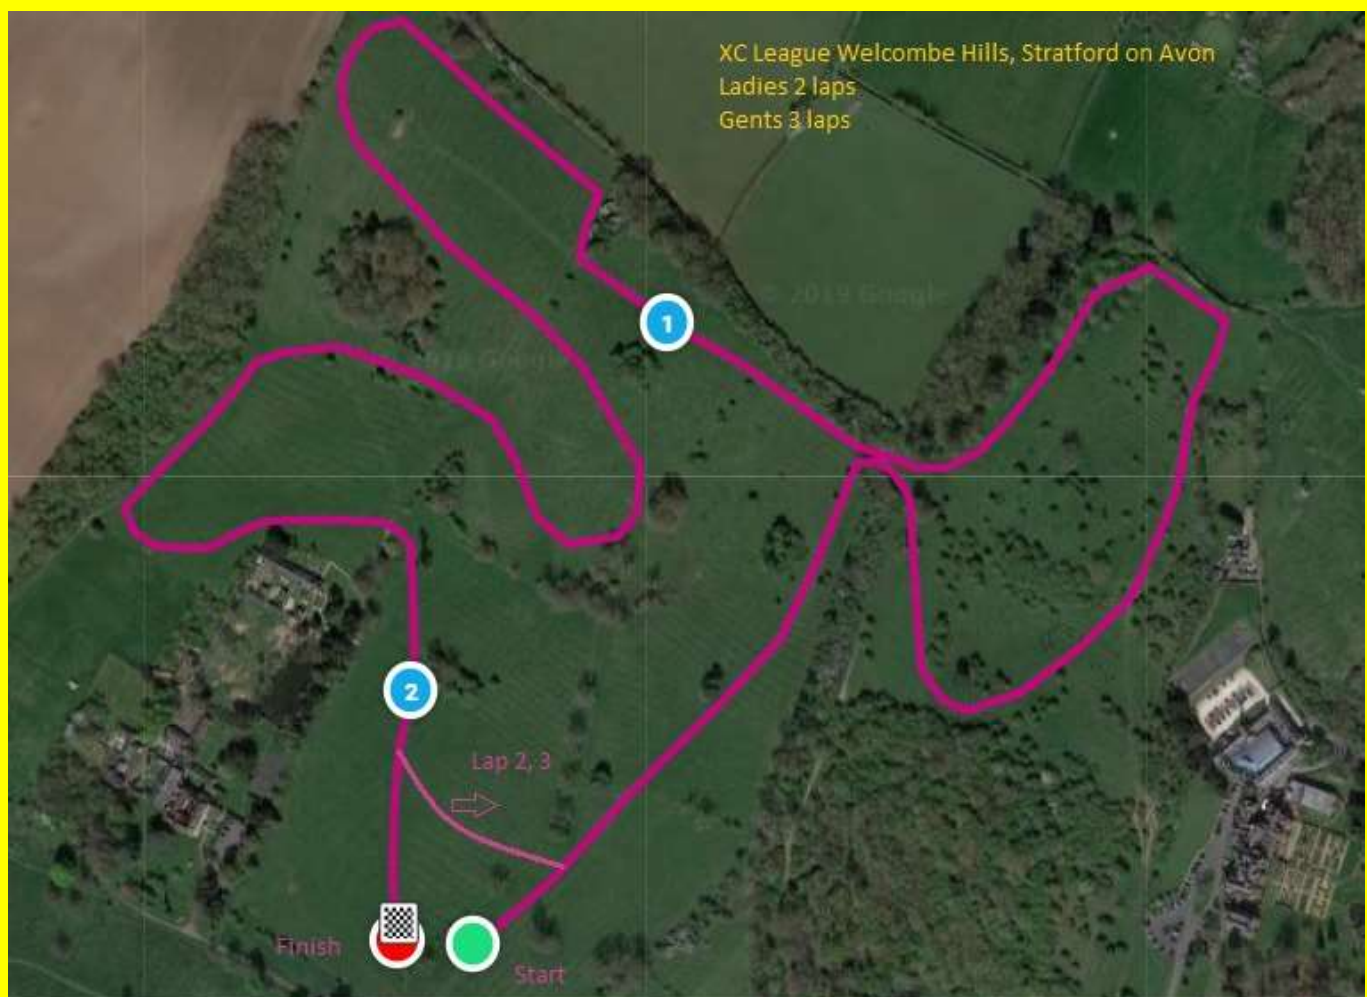 XC League Welcombe Hills, Stratford on Avon
Ladies 2 laps
Gents 3 laps
© 2019 Google
1
2
Lap 2, 3
Finish
Start